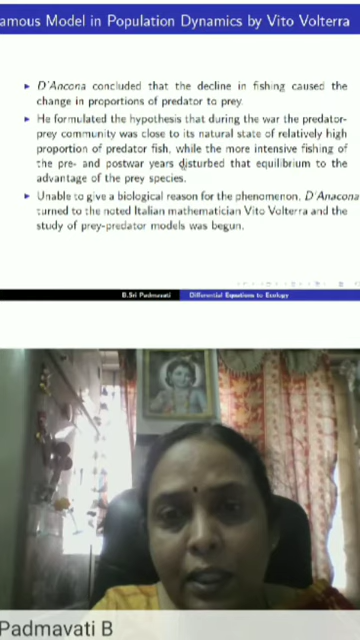 amous Model in Population Dynamics by Vito Volterra
D'Ancona concluded that the decline in fishing caused the
change in proportions of predator to prey.
He formulated the hypothesis that during the war the predator-
prey community was close to its natural state of relatively high
proportion of predator fish, while the more intensive fishing of
the pre- and postwar years disturbed that equilibrium to the
advantage of the prey species.
Unable to give a biological reason for the phenomenon, D'Anacona
turned to the noted Italian mathematician Vito Volterra and the
study of prey-predator models was begun.
B.Sri Padmavati Differential Equations to Ecology
Padmavati B